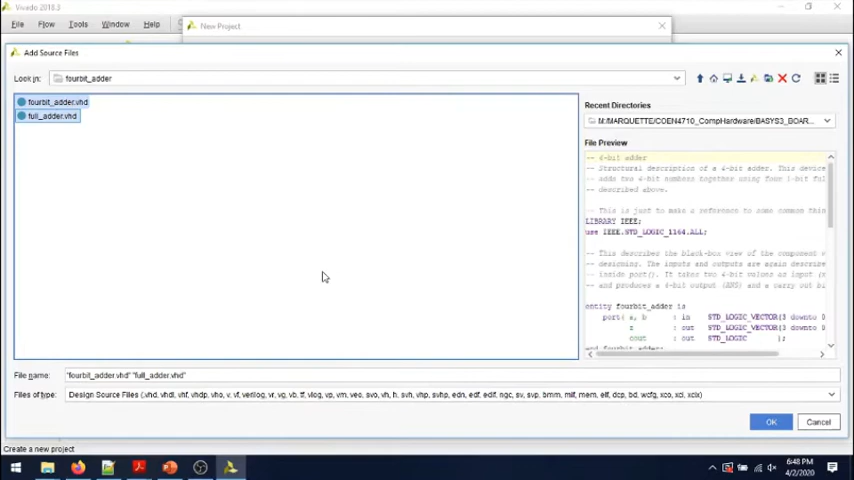 Vivado 2018.3
File Flow Tools Window Help
New Project
Add Source Files
Look in: fourbit_adder
fourbit_adder.vhd
full_adder.vhd
Recent Directories
M:/MARQUETTE/COEN4710_CompHardware/BASYS3_BOAR...
File Preview
-- 4-bit adder
-- Structural description of a 4-bit adder. This device
-- adds two 4-bit numbers together using four 1-bit ful
-- described above.
-- This is just to make a reference to some common thin
LIBRARY IEEE;
use IEEE.STD_LOGIC_1164.ALL;
-- This describes the black-box view of the component w
-- designing. The inputs and outputs are again describe
-- inside port(). It takes two 4-bit values as input (x
-- and produces a 4-bit output (ANS) and a carry out bi
entity fourbit_adder is
port( a, b : in STD_LOGIC_VECTOR(3 downto 0
z : out STD_LOGIC_VECTOR(3 downto 0
cout : out STD_LOGIC );
end fourbit_adder;
File name: "fourbit_adder.vhd" "full_adder.vhd"
Files of type: Design Source Files (.vhd, vhdl, vhf, vhdp, vho, v, vf, verilog, vr, vg, vb, tf, vlog, vp, vm, veo, svo, vh, h, svh, vhp, svhp, edn, edf, edif, ngc, sv, svp, bmm, mif, mem, elf, dcp, bd, wcfg, xco, xci, xcix)
OK Cancel
Create a new project
6:48 PM
4/2/2020